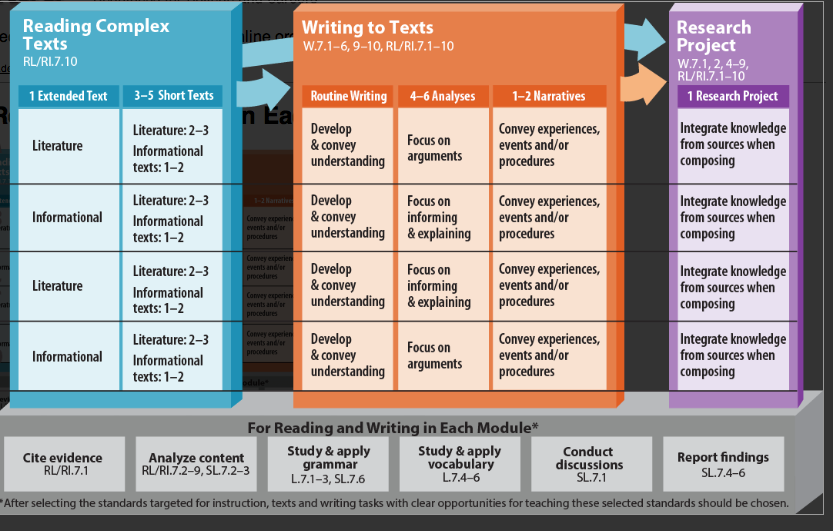 Reading Complex
Texts
RL/RI.7.10
1 Extended Text
3–5 Short Texts
Literature
Literature: 2–3
Informational
texts: 1–2
Informational
Literature: 2–3
Informational
texts: 1–2
Literature
Literature: 2–3
Informational
texts: 1–2
Informational
Literature: 2–3
Informational
texts: 1–2
Writing to Texts
W.7.1–6, 9–10, RL/RI.7.1–10
Routine Writing
4–6 Analyses
1–2 Narratives
Develop
& convey
understanding
Focus on
arguments
Convey experiences,
events and/or
procedures
Develop
& convey
understanding
Focus on
informing
& explaining
Convey experiences,
events and/or
procedures
Develop
& convey
understanding
Focus on
informing
& explaining
Convey experiences,
events and/or
procedures
Develop
& convey
understanding
Focus on
arguments
Convey experiences,
events and/or
procedures
Research
Project
W.7.1, 2, 4–9,
RL/RI.7.1–10
1 Research Project
Integrate knowledge
from sources when
composing
Integrate knowledge
from sources when
composing
Integrate knowledge
from sources when
composing
Integrate knowledge
from sources when
composing
For Reading and Writing in Each Module*
Cite evidence
RL/RI.7.1
Analyze content
RL/RI.7.2–9, SL.7.2–3
Study & apply
grammar
L.7.1–3, SL.7.6
Study & apply
vocabulary
L.7.4–6
Conduct
discussions
SL.7.1
Report findings
SL.7.4–6
*After selecting the standards targeted for instruction, texts and writing tasks with clear opportunities for teaching these selected standards should be chosen.